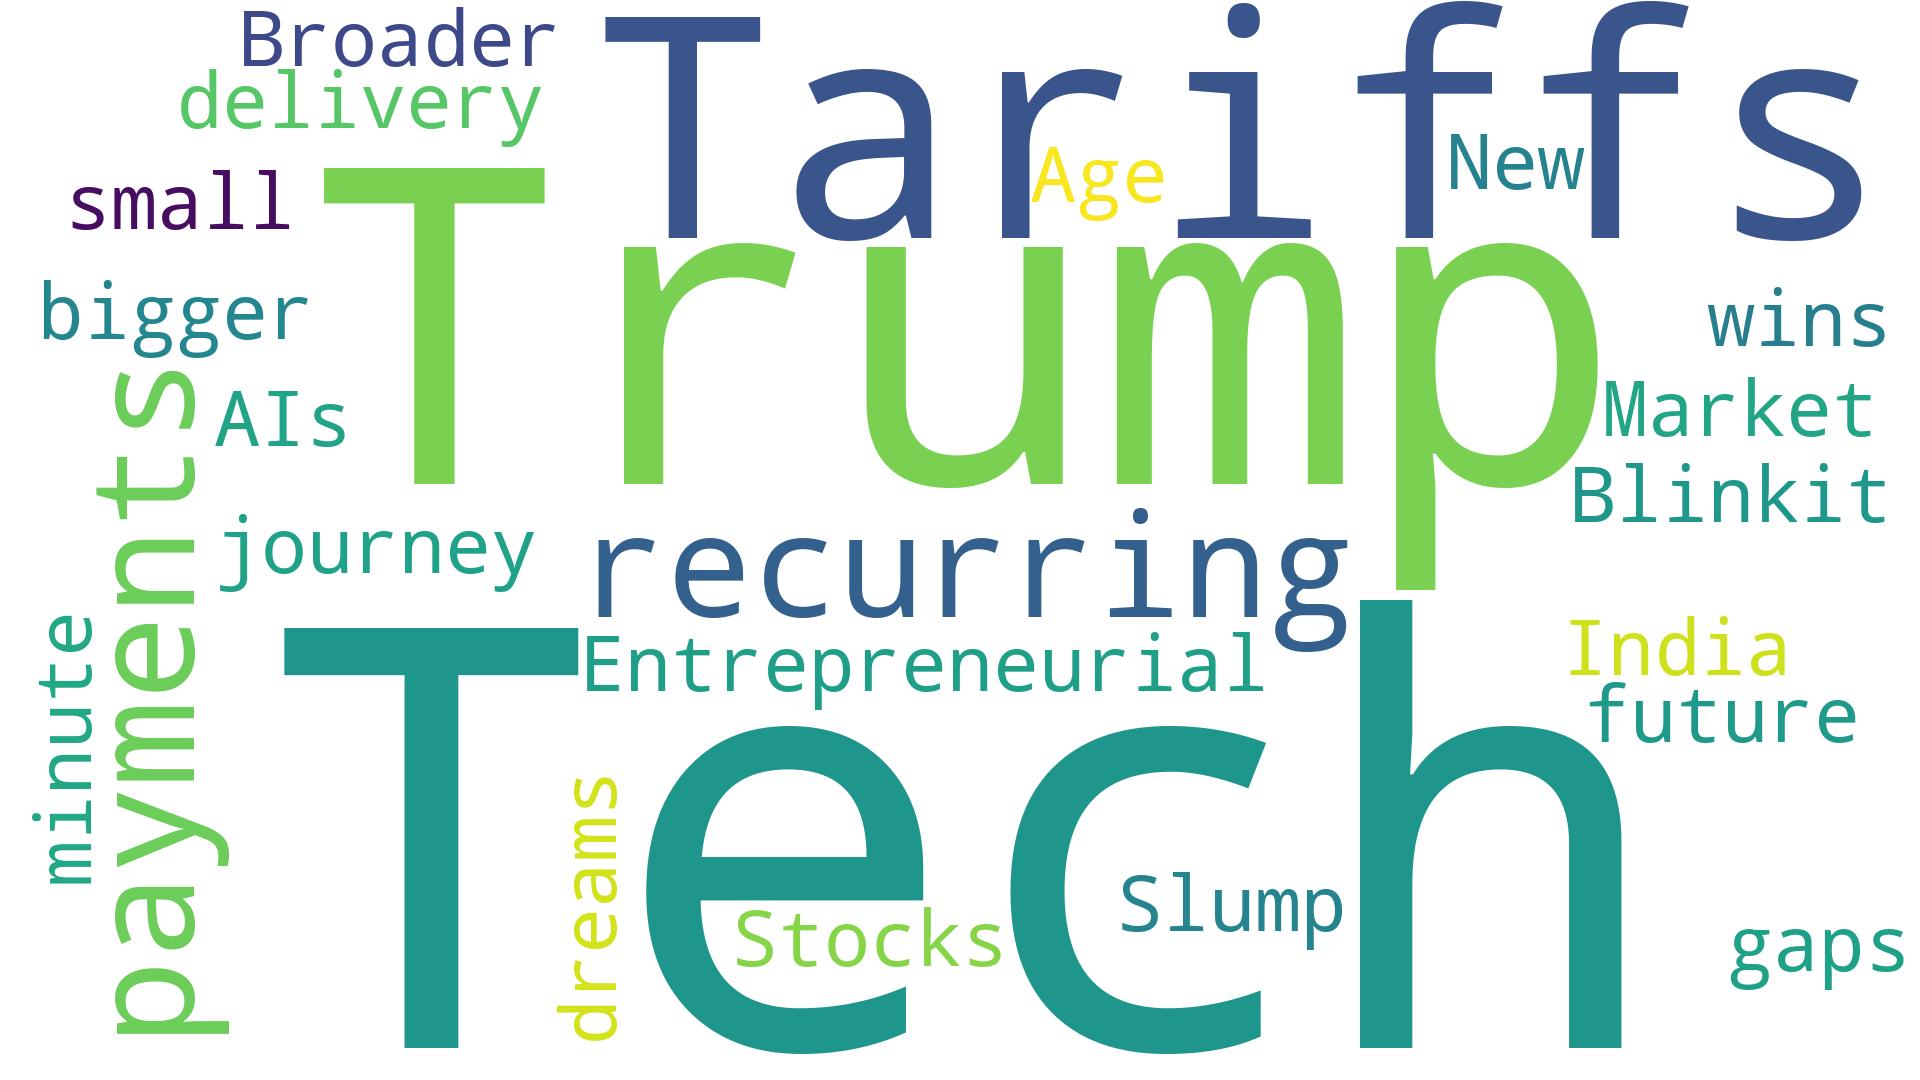 Broader
Tariffs
delivery
Age
New
small
Trump
bigger
wins
AIs
Market
payments
Blinkit
journey
recurring
minute
Entrepreneurial
India
future
Tech
dreams
Stocks
Slump
gaps